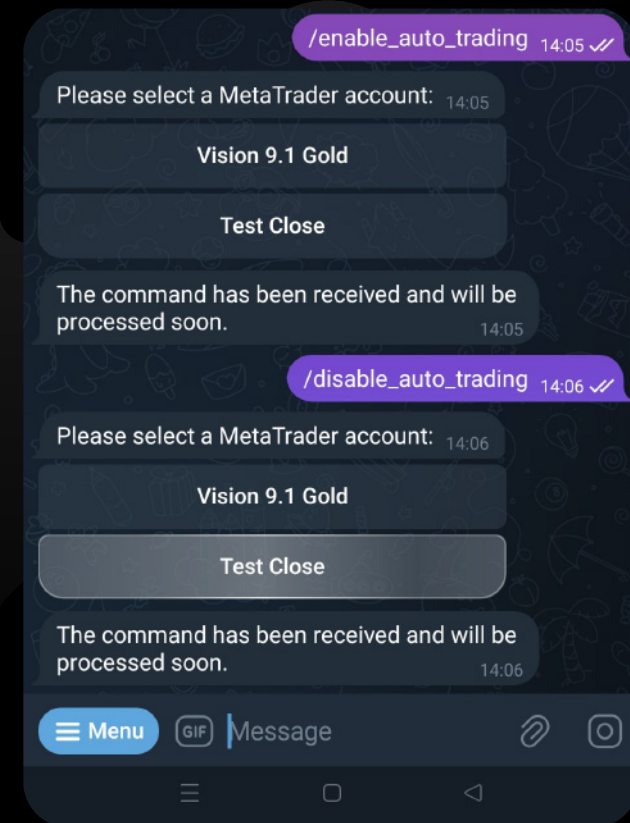 /enable_auto_trading 14:05
Please select a MetaTrader account: 14:05
Vision 9.1 Gold
Test Close
The command has been received and will be
processed soon. 14:05
/disable_auto_trading 14:06
Please select a MetaTrader account: 14:06
Vision 9.1 Gold
Test Close
The command has been received and will be
processed soon. 14:06
Menu GIF Message